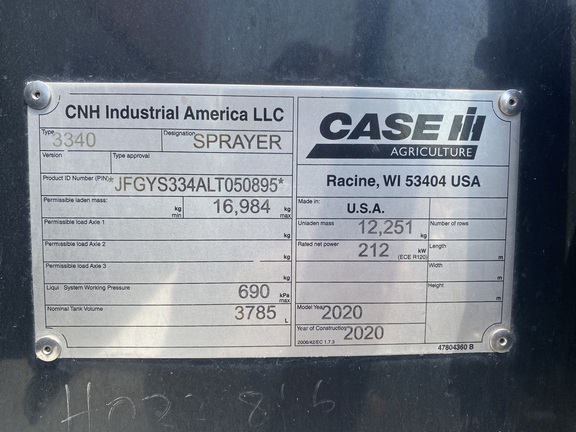 CNH Industrial America LLC
Type 3340 Designation SPRAYER
Version Type approval
Product ID Number (PIN) *JFGYS334ALT050895*
Permissible laden mass: kg min 16,984 kg max
Permissible load Axle 1 kg
Permissible load Axle 2 kg
Permissible load Axle 3 kg
Liqui System Working Pressure 690 kPa max
Nominal Tank Volume 3785 L
CASE IH
AGRICULTURE
Racine, WI 53404 USA
Made in: U.S.A.
Unladen mass 12,251 kg Number of rows
Rated net power 212 kW (ECE R120) Length m
Width m
Height m
Model Year 2020
Year of Construction 2020
2006/42/EC 1.7.3
47804360 B